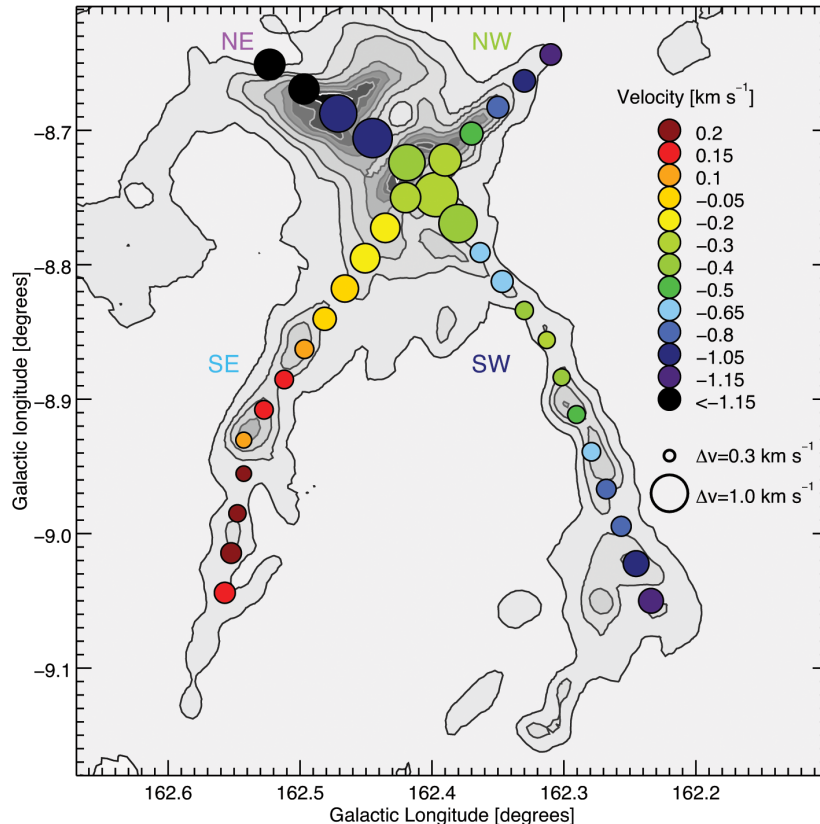 NE
NW
Velocity [km s⁻¹]
0.2
0.15
0.1
−0.05
−0.2
−0.3
−0.4
−0.5
−0.65
−0.8
−1.05
−1.15
<−1.15
SE
SW
Δv=0.3 km s⁻¹
Δv=1.0 km s⁻¹
−8.7
−8.8
−8.9
−9.0
−9.1
Galactic longitude [degrees]
162.6
162.5
162.4
162.3
162.2
Galactic Longitude [degrees]